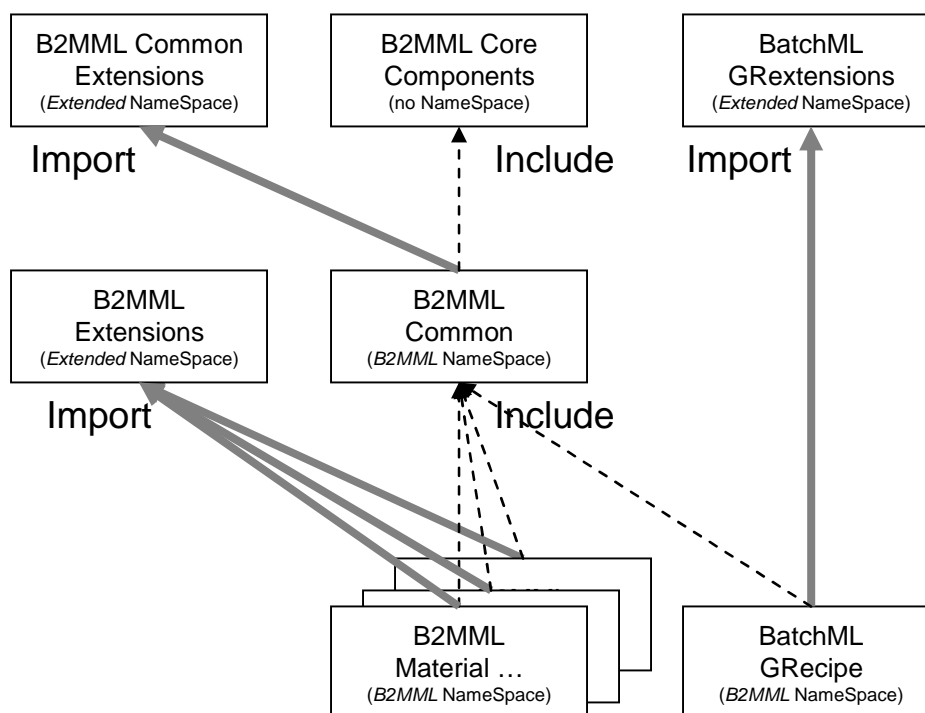 B2MML Common
Extensions
(Extended NameSpace)
B2MML Core
Components
(no NameSpace)
BatchML
GRextensions
(Extended NameSpace)
Import
Include
Import
B2MML
Extensions
(Extended NameSpace)
B2MML
Common
(B2MML NameSpace)
Import
Include
B2MML
Material …
(B2MML NameSpace)
BatchML
GRecipe
(B2MML NameSpace)